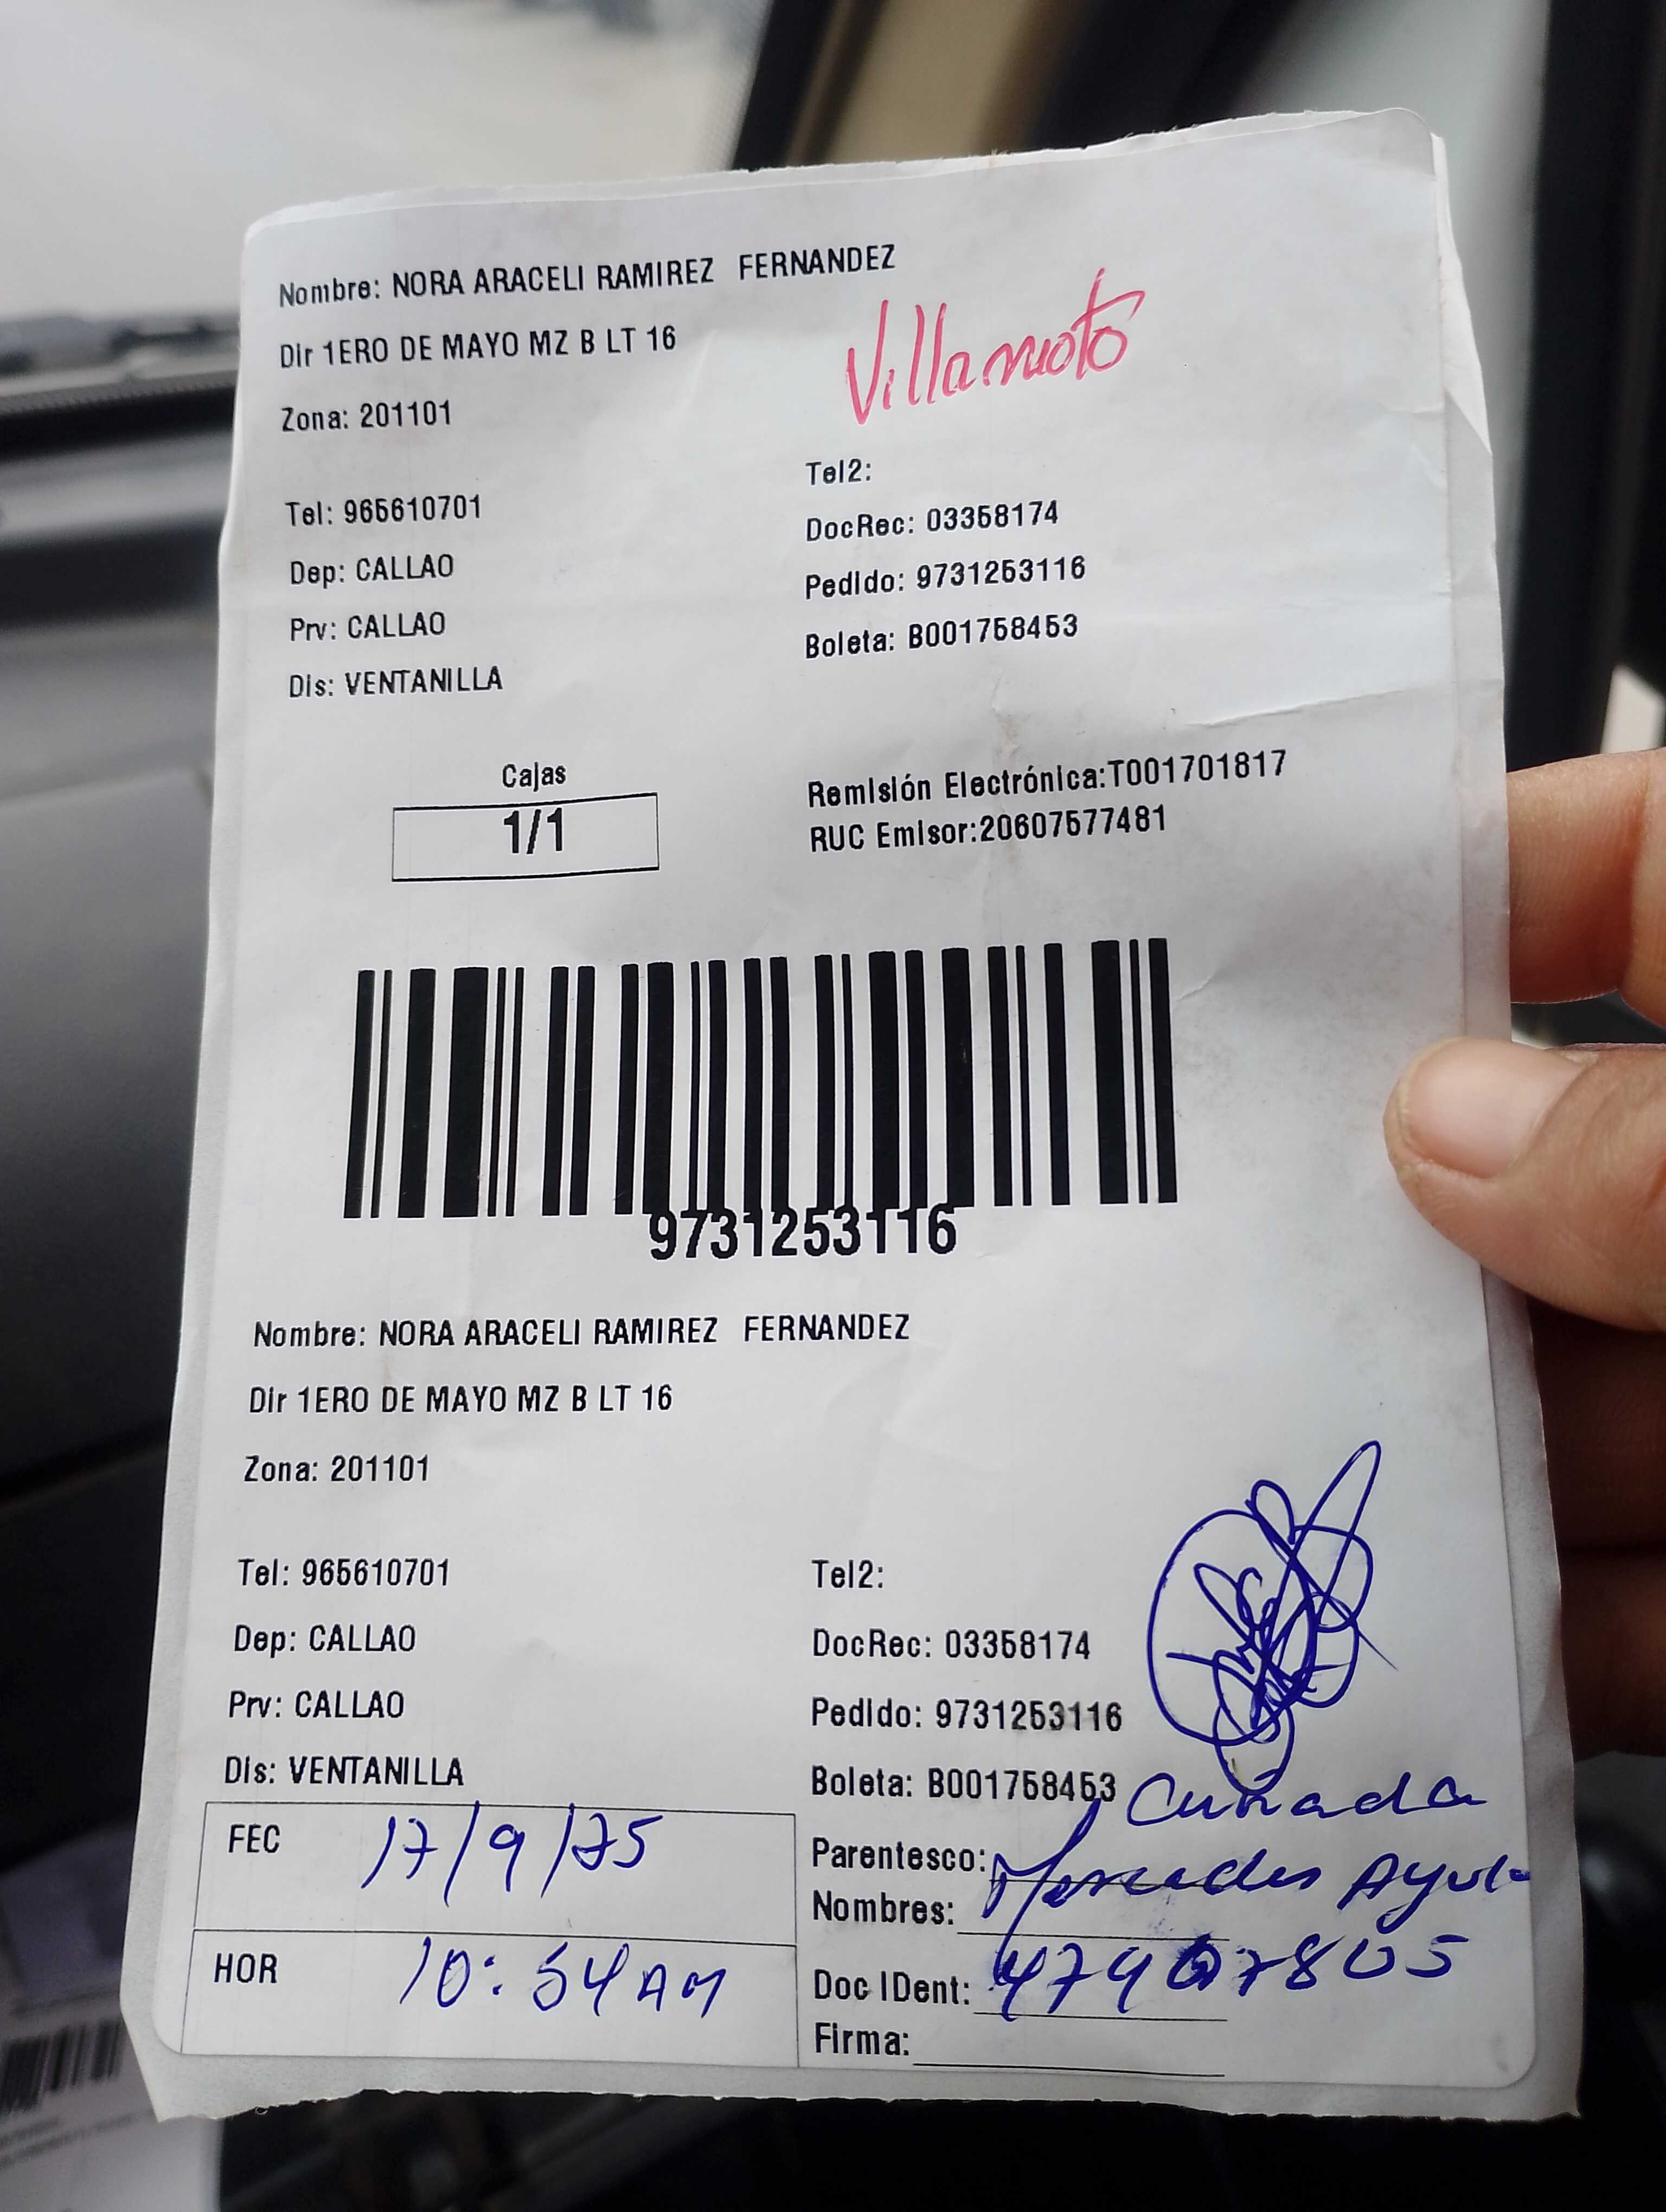 Nombre: NORA ARACELI RAMIREZ FERNANDEZ
Dir 1ERO DE MAYO MZ B LT 16
Villamoto
Zona: 201101
Tel2:
Tel: 965610701
DocRec: 03358174
Dep: CALLAO
Pedido: 9731253116
Prv: CALLAO
Boleta: B001758453
Dis: VENTANILLA
Cajas
1/1
Remisión Electrónica:T001701817
RUC Emisor:20607577481
9731253116
Nombre: NORA ARACELI RAMIREZ FERNANDEZ
Dir 1ERO DE MAYO MZ B LT 16
Zona: 201101
Tel: 965610701
Tel2:
Dep: CALLAO
DocRec: 03358174
Prv: CALLAO
Pedido: 9731253116
Dis: VENTANILLA
Boleta: B001758453
FEC 17/9/25
Parentesco: Cuñada
Nombres: Mercedes
HOR 10:54 AM
Doc IDent:
Firma: